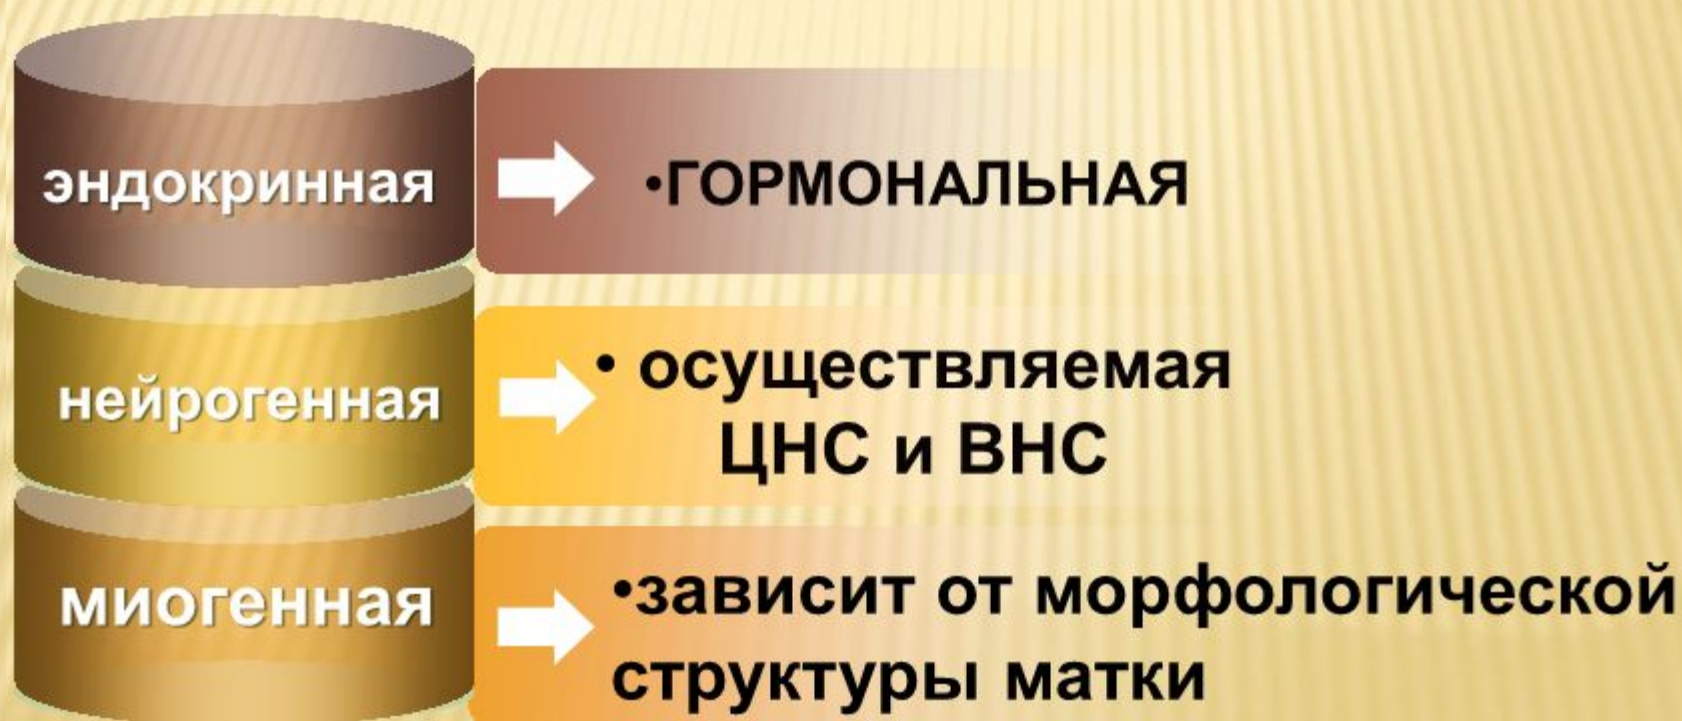 эндокринная
•ГОРМОНАЛЬНАЯ
нейрогенная
• осуществляемая
ЦНС и ВНС
миогенная
•зависит от морфологической
структуры матки